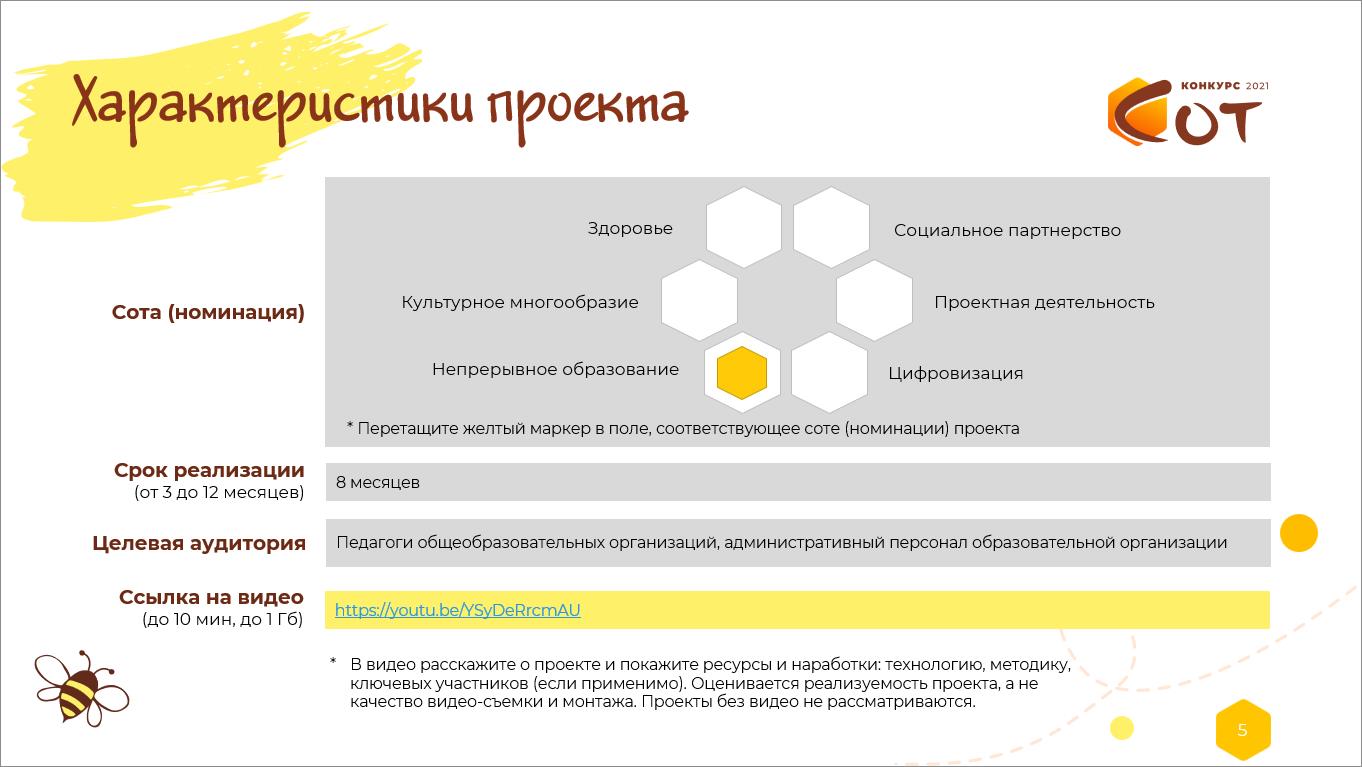 Характеристики проекта
КОНКУРС 2021
СОТ
Здоровье
Социальное партнерство
Культурное многообразие
Проектная деятельность
Сота (номинация)
Непрерывное образование
Цифровизация
* Перетащите желтый маркер в поле, соответствующее соте (номинации) проекта
Срок реализации
(от 3 до 12 месяцев)
8 месяцев
Целевая аудитория
Педагоги общеобразовательных организаций, административный персонал образовательной организации
Ссылка на видео
(до 10 мин, до 1 Гб)
https://youtu.be/YSyDeRrcmAU
* В видео расскажите о проекте и покажите ресурсы и наработки: технологию, методику,
ключевых участников (если применимо). Оценивается реализуемость проекта, а не
качество видео-съемки и монтажа. Проекты без видео не рассматриваются.
5